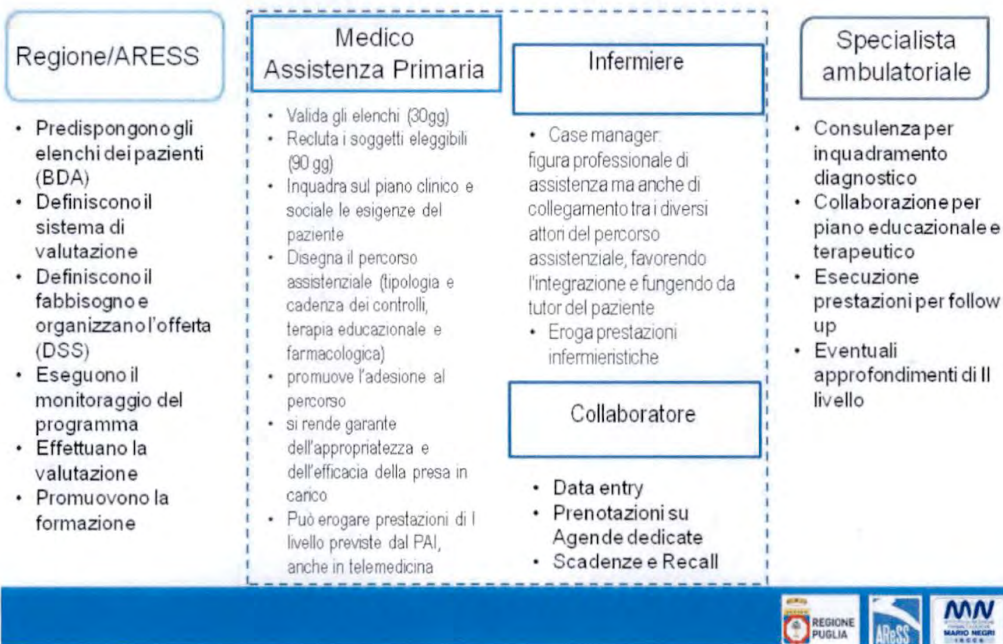 Regione/ARESS
• Predispongono gli
elenchi dei pazienti
(BDA)
• Definiscono il
sistema di
valutazione
• Definiscono il
fabbisogno e
organizzano l'offerta
(DSS)
• Eseguono il
monitoraggio del
programma
• Effettuano la
valutazione
• Promuovono la
formazione
Medico
Assistenza Primaria
• Valida gli elenchi (30gg)
• Recluta i soggetti eleggibili
(90 gg)
• Inquadra sul piano clinico e
sociale le esigenze del
paziente
• Disegna il percorso
assistenziale (tipologia e
cadenza dei controlli,
terapia educazionale e
farmacologica)
• promuove l'adesione al
percorso
• si rende garante
dell'appropriatezza e
dell'efficacia della presa in
carico
• Può erogare prestazioni di I
livello previste dal PAI,
anche in telemedicina
Infermiere
• Case manager:
figura professionale di
assistenza ma anche di
collegamento tra i diversi
attori del percorso
assistenziale, favorendo
l'integrazione e fungendo da
tutor del paziente
• Eroga prestazioni
infermieristiche
Collaboratore
• Data entry
• Prenotazioni su
Agende dedicate
• Scadenze e Recall
Specialista
ambulatoriale
• Consulenza per
inquadramento
diagnostico
• Collaborazione per
piano educazionale e
terapeutico
• Esecuzione
prestazioni per follow
up
• Eventuali
approfondimenti di II
livello
REGIONE
PUGLIA
AReSS
MARIO NEGRI
IRCCS